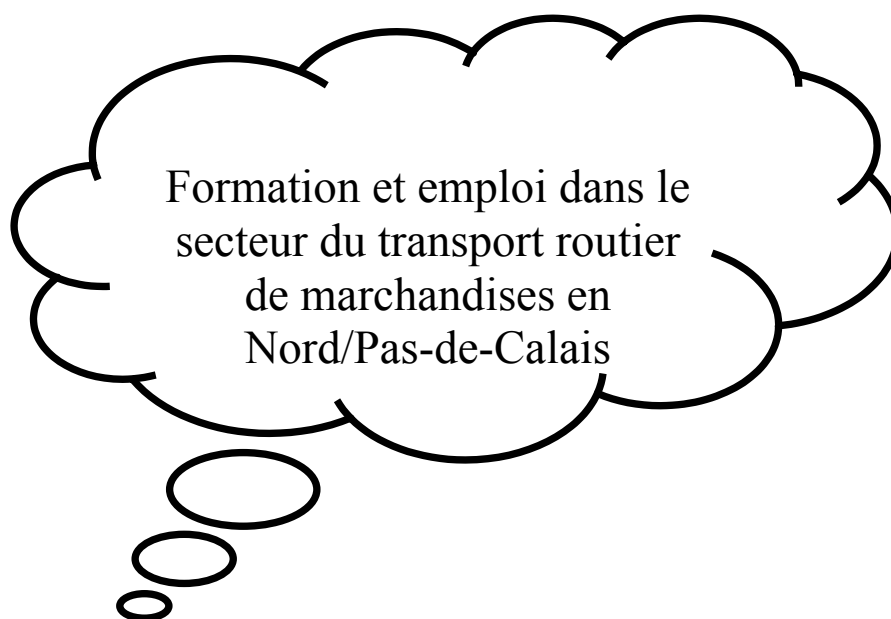 Formation et emploi dans le
secteur du transport routier
de marchandises en
Nord/Pas-de-Calais